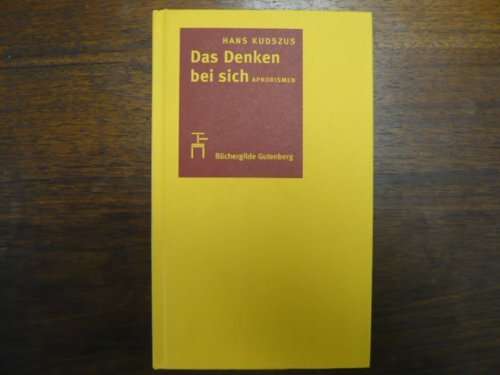 HANS KUDSZUS
Das Denken
bei sich APHORISMEN
Büchergilde Gutenberg